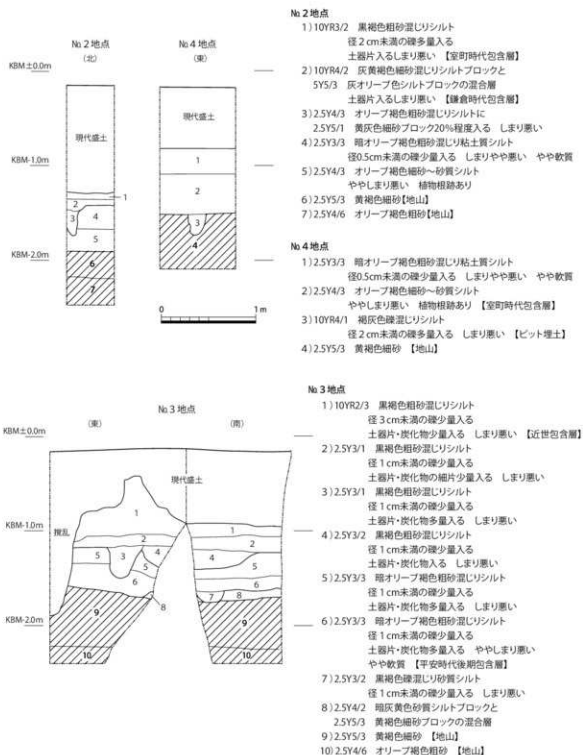 No.2地点
(北)
No.4地点
(東)
KBM±0.0m
KBM-1.0m
KBM-2.0m
現代盛土
1
2
3
4
5
6
7
現代盛土
1
2
3
4
0
1m
No.2地点
1)10YR3/2 黒褐色粗砂混じりシルト
径2cm未満の礫多量入る
土器片入るしまり悪い 【室町時代包含層】
2)10YR4/2 灰黄褐色細砂混じりシルトブロックと
5Y5/3 灰オリーブ色シルトブロックの混合層
土器片入るしまり悪い 【鎌倉時代包含層】
3)2.5Y4/3 オリーブ褐色粗砂混じりシルトに
2.5Y5/1 黄灰色細砂ブロック20%程度入る しまり悪い
4)2.5Y3/3 暗オリーブ褐色粗砂混じり粘土質シルト
径0.5cm未満の礫少量入る しまりやや悪い やや軟質
5)2.5Y4/3 オリーブ褐色細砂～砂質シルト
ややしまり悪い 植物根跡あり
6)2.5Y5/3 黄褐色細砂【地山】
7)2.5Y4/6 オリーブ褐色粗砂【地山】
No.4地点
1)2.5Y3/3 暗オリーブ褐色粗砂混じり粘土質シルト
径0.5cm未満の礫少量入る しまりやや悪い やや軟質
2)2.5Y4/3 オリーブ褐色細砂～砂質シルト
ややしまり悪い 植物根跡あり 【室町時代包含層】
3)10YR4/1 褐灰色礫混じりシルト
径2cm未満の礫多量入る しまり悪い 【ピット埋土】
4)2.5Y5/3 黄褐色細砂 【地山】
No.3地点
(東)
(南)
KBM±0.0m
KBM-1.0m
KBM-2.0m
現代盛土
撹乱
1
2
3
4
5
5
6
8
9
10
1
2
4
5
6
7
8
9
10
No.3地点
1)10YR2/3 黒褐色粗砂混じりシルト
径3cm未満の礫少量入る
土器片・炭化物少量入る しまり悪い 【近世包含層】
2)2.5Y3/1 黒褐色粗砂混じりシルト
径1cm未満の礫少量入る
土器片・炭化物の細片少量入る しまり悪い
3)2.5Y3/1 黒褐色粗砂混じりシルト
径1cm未満の礫少量入る
土器片・炭化物多量入る しまり悪い
4)2.5Y3/2 黒褐色粗砂混じりシルト
径1cm未満の礫少量入る
土器片・炭化物入る しまり悪い
5)2.5Y3/3 暗オリーブ褐色粗砂混じりシルト
径1cm未満の礫少量入る
土器片・炭化物多量入る しまり悪い
6)2.5Y3/3 暗オリーブ褐色粗砂混じりシルト
径1cm未満の礫少量入る
土器片・炭化物多量入る ややしまり悪い
やや軟質 【平安時代後期包含層】
7)2.5Y3/2 黒褐色礫混じり砂質シルト
径1cm未満の礫少量入る しまり悪い
8)2.5Y4/2 暗灰黄色砂質シルトブロックと
2.5Y5/3 黄褐色細砂ブロックの混合層
9)2.5Y5/3 黄褐色細砂 【地山】
10)2.5Y4/6 オリーブ褐色粗砂 【地山】